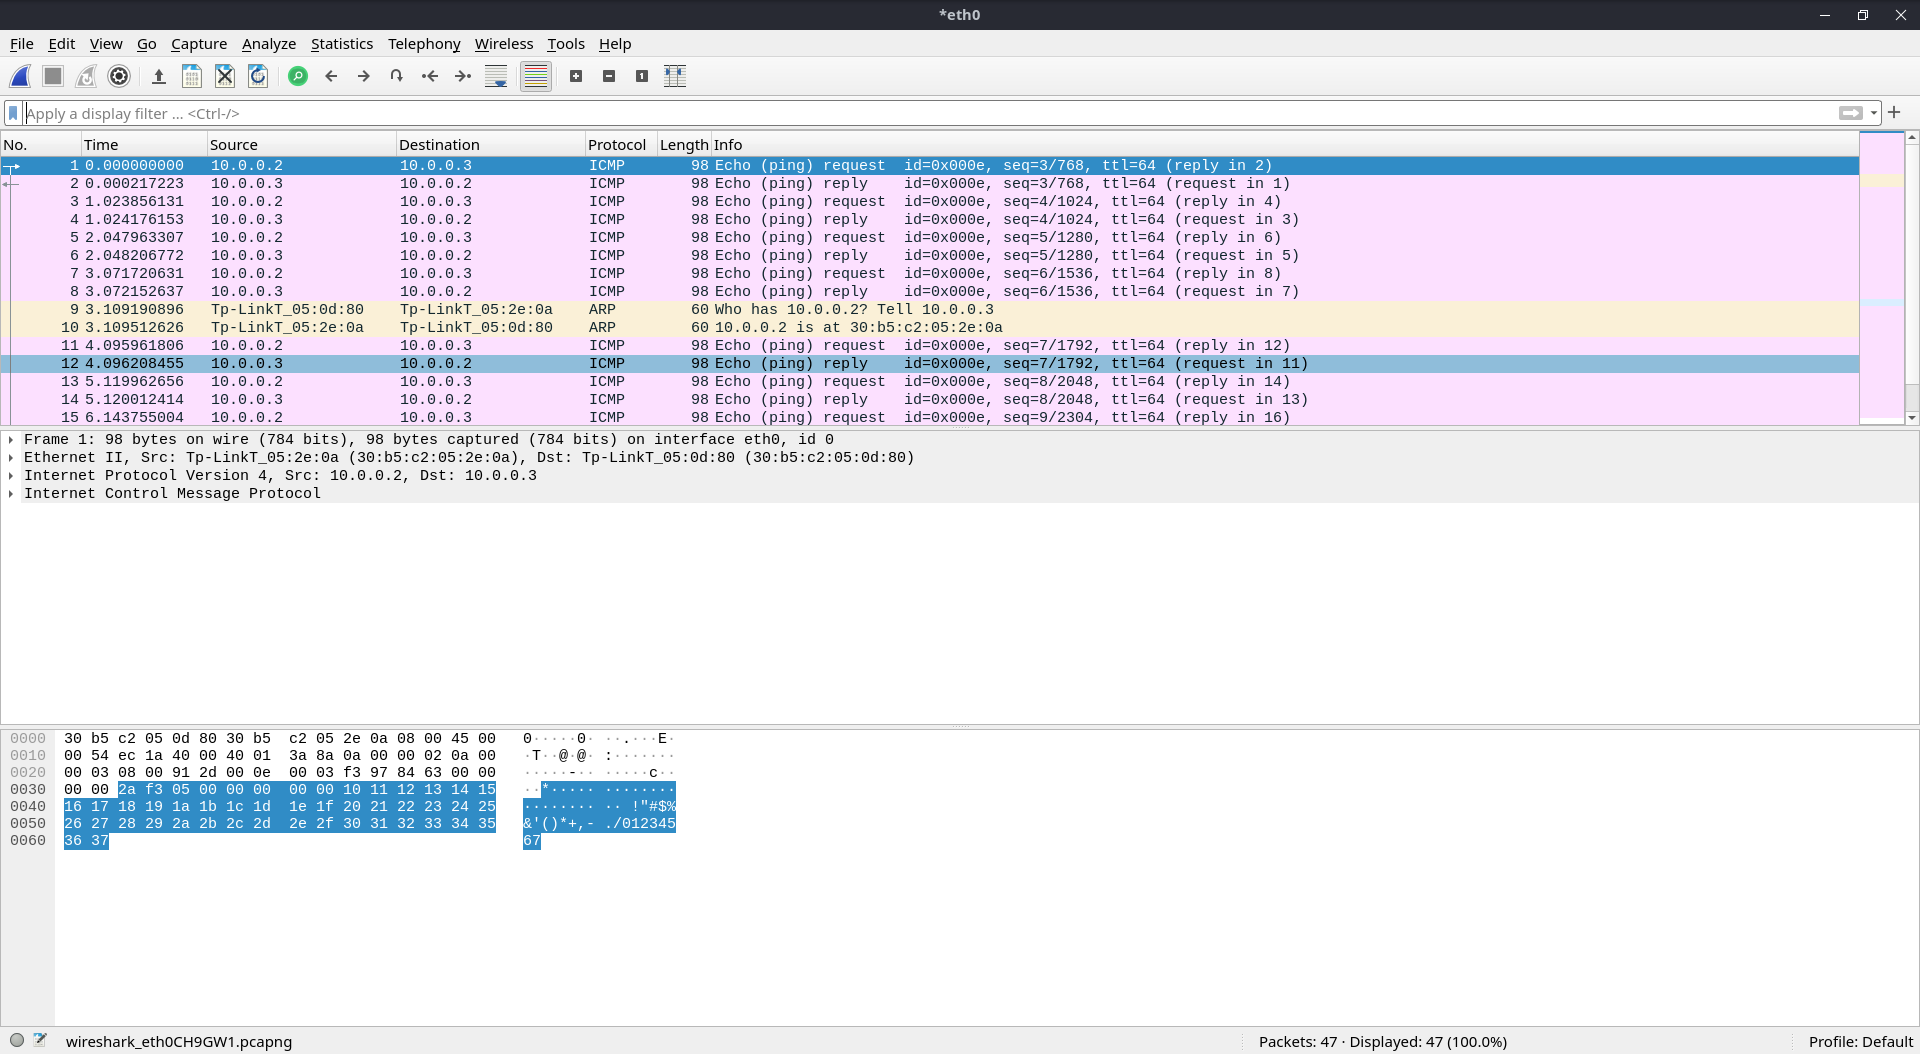 *eth0
File Edit View Go Capture Analyze Statistics Telephony Wireless Tools Help
Apply a display filter ... <Ctrl-/>
No. Time Source Destination Protocol Length Info
1 0.000000000 10.0.0.2 10.0.0.3 ICMP 98 Echo (ping) request id=0x000e, seq=3/768, ttl=64 (reply in 2)
2 0.000217223 10.0.0.3 10.0.0.2 ICMP 98 Echo (ping) reply id=0x000e, seq=3/768, ttl=64 (request in 1)
3 1.023856131 10.0.0.2 10.0.0.3 ICMP 98 Echo (ping) request id=0x000e, seq=4/1024, ttl=64 (reply in 4)
4 1.024176153 10.0.0.3 10.0.0.2 ICMP 98 Echo (ping) reply id=0x000e, seq=4/1024, ttl=64 (request in 3)
5 2.047963307 10.0.0.2 10.0.0.3 ICMP 98 Echo (ping) request id=0x000e, seq=5/1280, ttl=64 (reply in 6)
6 2.048206772 10.0.0.3 10.0.0.2 ICMP 98 Echo (ping) reply id=0x000e, seq=5/1280, ttl=64 (request in 5)
7 3.071720631 10.0.0.2 10.0.0.3 ICMP 98 Echo (ping) request id=0x000e, seq=6/1536, ttl=64 (reply in 8)
8 3.072152637 10.0.0.3 10.0.0.2 ICMP 98 Echo (ping) reply id=0x000e, seq=6/1536, ttl=64 (request in 7)
9 3.109190896 Tp-LinkT_05:0d:80 Tp-LinkT_05:2e:0a ARP 60 Who has 10.0.0.2? Tell 10.0.0.3
10 3.109512626 Tp-LinkT_05:2e:0a Tp-LinkT_05:0d:80 ARP 60 10.0.0.2 is at 30:b5:c2:05:2e:0a
11 4.095961806 10.0.0.2 10.0.0.3 ICMP 98 Echo (ping) request id=0x000e, seq=7/1792, ttl=64 (reply in 12)
12 4.096208455 10.0.0.3 10.0.0.2 ICMP 98 Echo (ping) reply id=0x000e, seq=7/1792, ttl=64 (request in 11)
13 5.119962656 10.0.0.2 10.0.0.3 ICMP 98 Echo (ping) request id=0x000e, seq=8/2048, ttl=64 (reply in 14)
14 5.120012414 10.0.0.3 10.0.0.2 ICMP 98 Echo (ping) reply id=0x000e, seq=8/2048, ttl=64 (request in 13)
15 6.143755004 10.0.0.2 10.0.0.3 ICMP 98 Echo (ping) request id=0x000e, seq=9/2304, ttl=64 (reply in 16)
Frame 1: 98 bytes on wire (784 bits), 98 bytes captured (784 bits) on interface eth0, id 0
Ethernet II, Src: Tp-LinkT_05:2e:0a (30:b5:c2:05:2e:0a), Dst: Tp-LinkT_05:0d:80 (30:b5:c2:05:0d:80)
Internet Protocol Version 4, Src: 10.0.0.2, Dst: 10.0.0.3
Internet Control Message Protocol
0000 30 b5 c2 05 0d 80 30 b5 c2 05 2e 0a 08 00 45 00 0·····0· ··.···E·
0010 00 54 ec 1a 40 00 40 01 3a 8a 0a 00 00 02 0a 00 ·T··@·@· :·······
0020 00 03 08 00 91 2d 00 0e 00 03 f3 97 84 63 00 00 ·····-·· ·····c··
0030 00 00 2a f3 05 00 00 00 00 00 10 11 12 13 14 15 ··*····· ········
0040 16 17 18 19 1a 1b 1c 1d 1e 1f 20 21 22 23 24 25 ········ ·· !"#$%
0050 26 27 28 29 2a 2b 2c 2d 2e 2f 30 31 32 33 34 35 &'()*+,- ./012345
0060 36 37 67
wireshark_eth0CH9GW1.pcapng Packets: 47 · Displayed: 47 (100.0%) Profile: Default